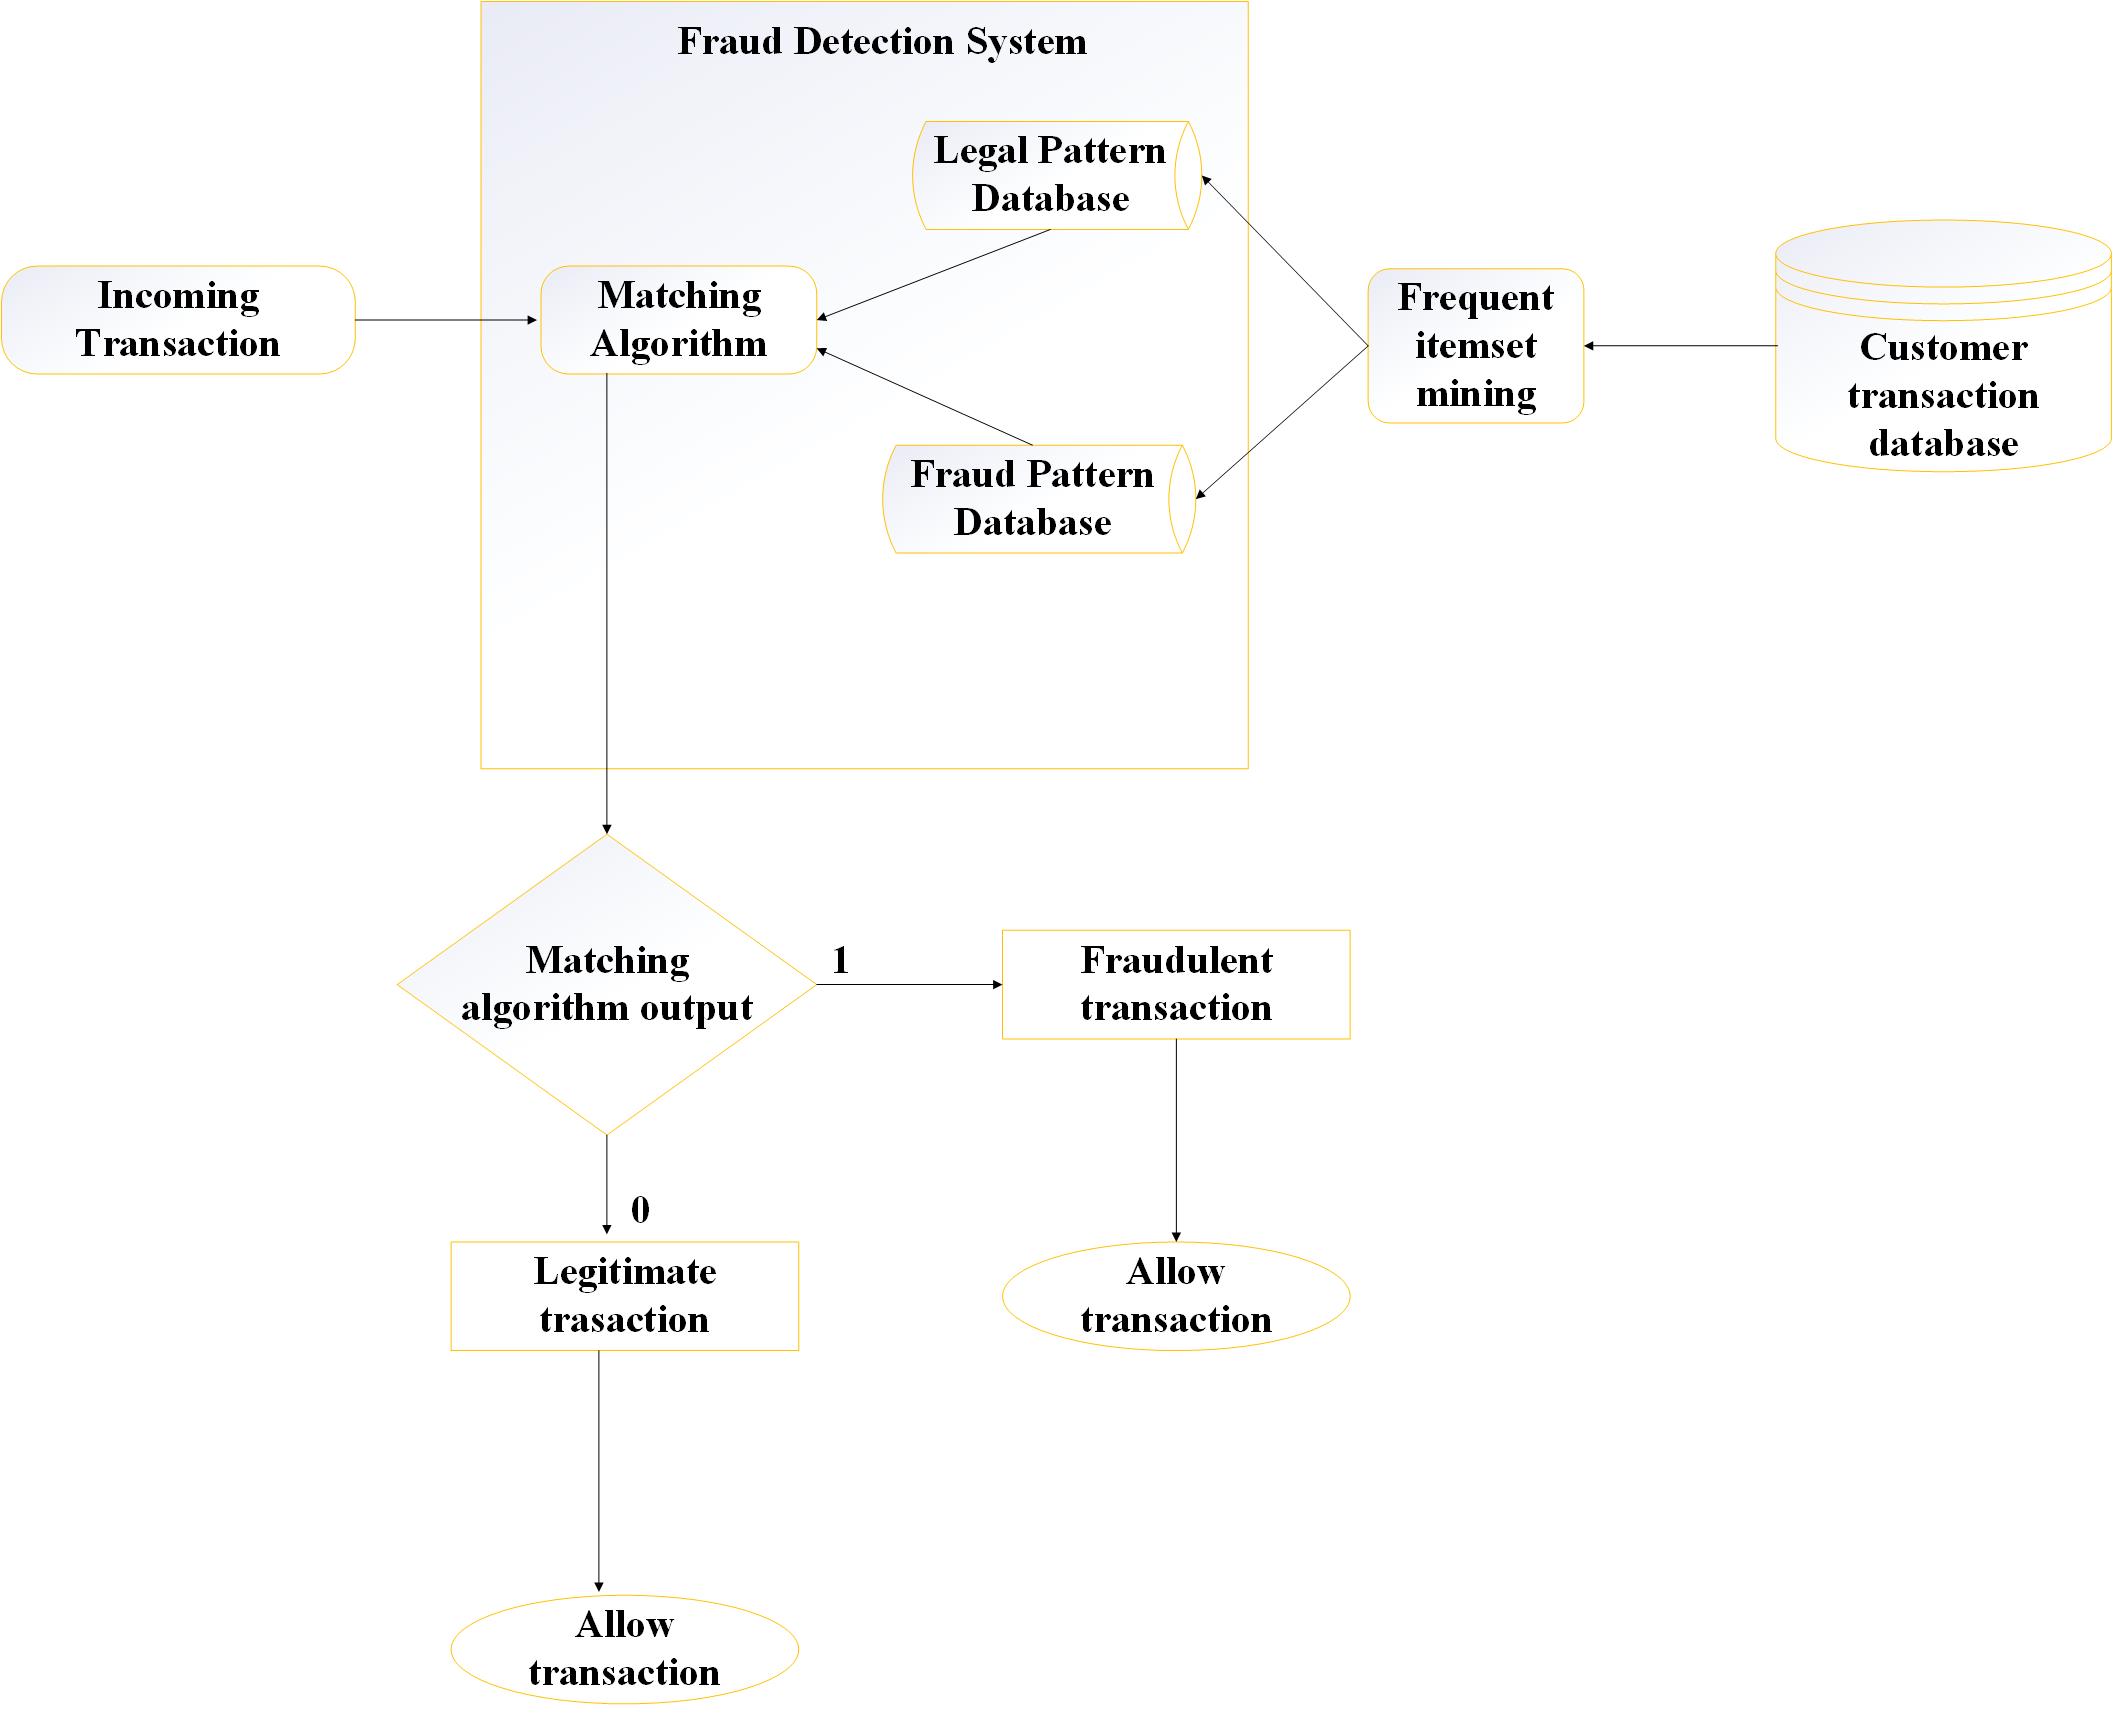 Fraud Detection System
Legal Pattern
Database
Incoming
Transaction
Matching
Algorithm
Frequent
itemset
mining
Customer
transaction
database
Fraud Pattern
Database
Matching
algorithm output
1
Fraudulent
transaction
0
Legitimate
trasaction
Allow
transaction
Allow
transaction